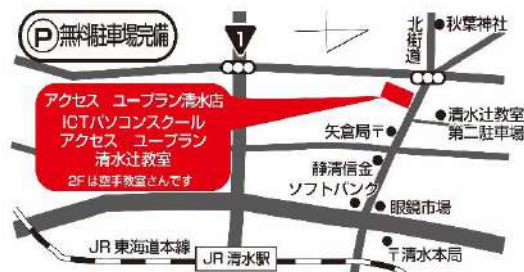 P 無料駐車場完備
1
北街道
秋葉神社
アクセス ユープラン清水店
ICTパソコンスクール
アクセス ユープラン
清水辻教室
2Fは空手教室さんです
清水辻教室
第二駐車場
矢倉局〒
静清信金
ソフトバンク
眼鏡市場
JR 東海道本線
JR 清水駅
〒清水本局